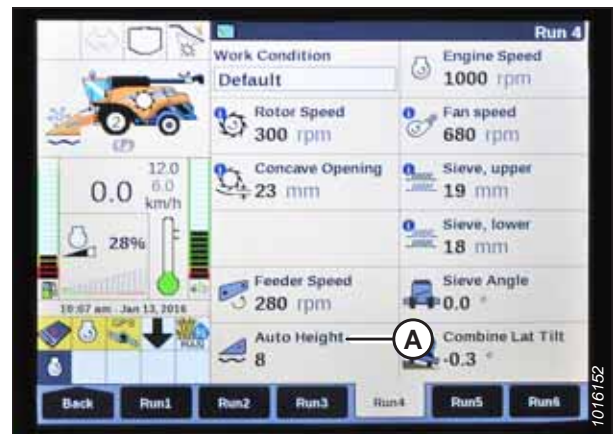 Run 4
Work Condition
Default
Engine Speed
1000 rpm
Rotor Speed
300 rpm
Fan speed
680 rpm
Concave Opening
23 mm
Sieve, upper
19 mm
Sieve, lower
18 mm
Feeder Speed
280 rpm
Sieve Angle
0.0 °
Auto Height
8
A
Combine Lat Tilt
-0.3 °
2
(P)
0.0
12.0
6.0
km/h
28%
10:07 am Jan 13, 2016
GPS
MAN
Back
Run1
Run2
Run3
Run4
Run5
Run6
1016152